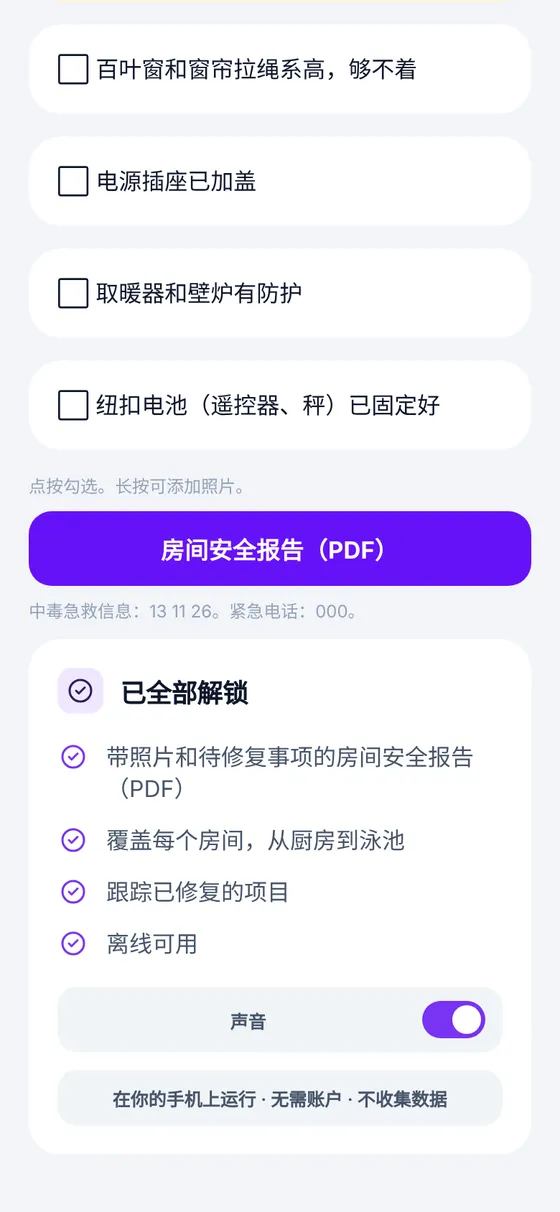 百叶窗和窗帘拉绳系高，够不着
电源插座已加盖
取暖器和壁炉有防护
纽扣电池（遥控器、秤）已固定好
点按勾选。长按可添加照片。
房间安全报告（PDF）
中毒急救信息：13 11 26。紧急电话：000。
已全部解锁
带照片和待修复事项的房间安全报告
（PDF）
覆盖每个房间，从厨房到泳池
跟踪已修复的项目
离线可用
声音
在你的手机上运行 · 无需账户 · 不收集数据